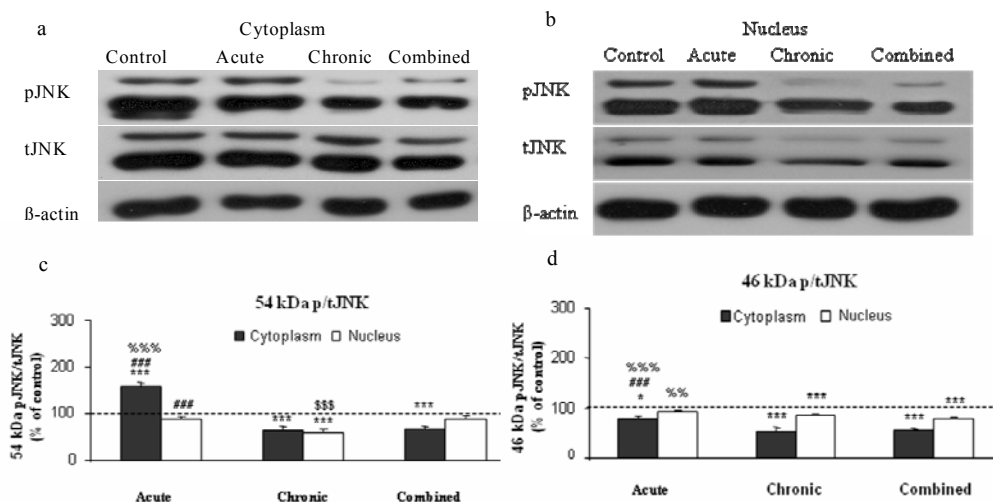 a
Cytoplasm
Control Acute Chronic Combined
pJNK
tJNK
ß-actin
b
Nucleus
Control Acute Chronic Combined
pJNK
tJNK
β-actin
c
54 kDa p/tJNK
54 kDa pJNK/tJNK
(% of control)
300
200
100
0
Cytoplasm Nucleus
%%%
###
***
###
***
$$$
***
***
Acute Chronic Combined
d
46 kDa p/tJNK
46 kDa pJNK/tJNK
(% of control)
300
200
100
0
Cytoplasm Nucleus
%%%
###
*
%%
***
***
***
***
Acute Chronic Combined